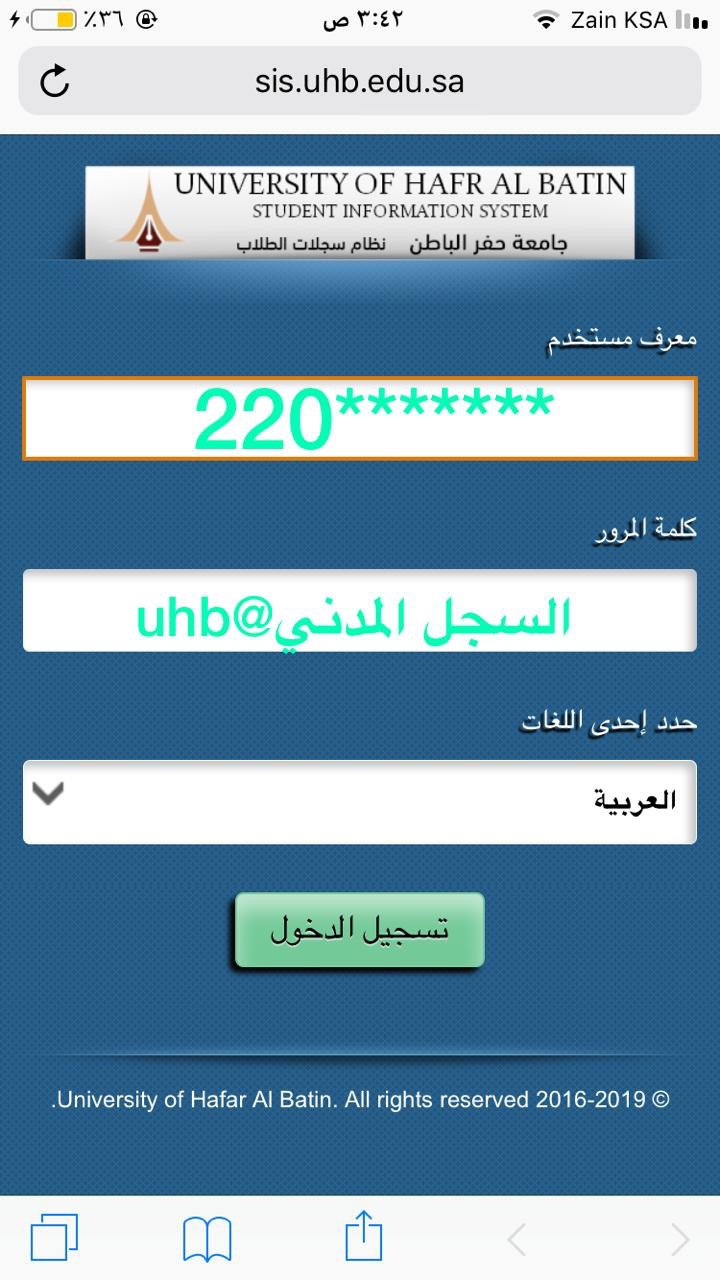 ٪٣٦ ٣:٤٢ ص Zain KSA
sis.uhb.edu.sa
UNIVERSITY OF HAFR AL BATIN
STUDENT INFORMATION SYSTEM
جامعة حفر الباطن نظام سجلات الطلاب
معرف مستخدم
220*******
كلمة المرور
السجل المدني@uhb
حدد إحدى اللغات
العربية
تسجيل الدخول
.University of Hafar Al Batin. All rights reserved 2016-2019 ©